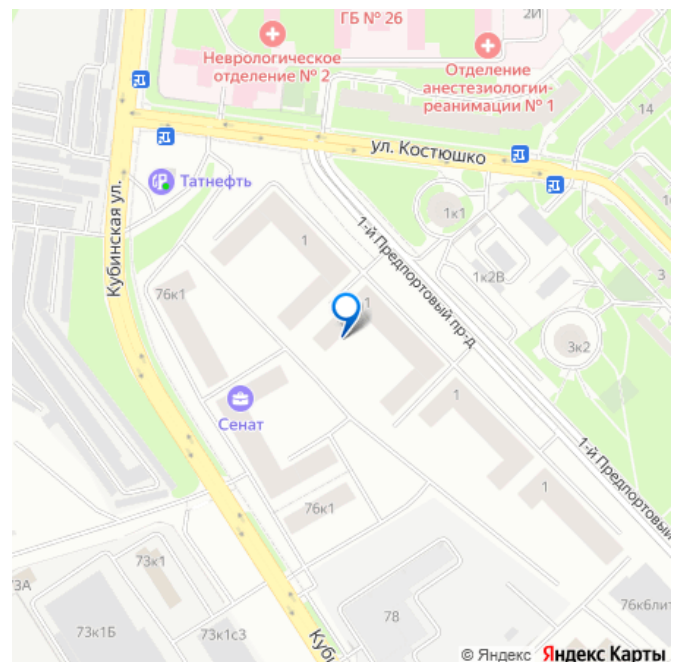 ГБ № 26
2И
Неврологическое
отделение № 2
Отделение
анестезиологии-
реанимации № 1
14
ул. Костюшко
Татнефть
Кубинская ул.
1к1
1
1-й Предпортовый пр-д
1к2В
3
76к1
1
3к2
Сенат
1
1-й Предпортовый
76к1
1
73к1
73А
78
76к6лит
73к1Б
73к1с3
Куби
© Яндекс Яндекс Карты